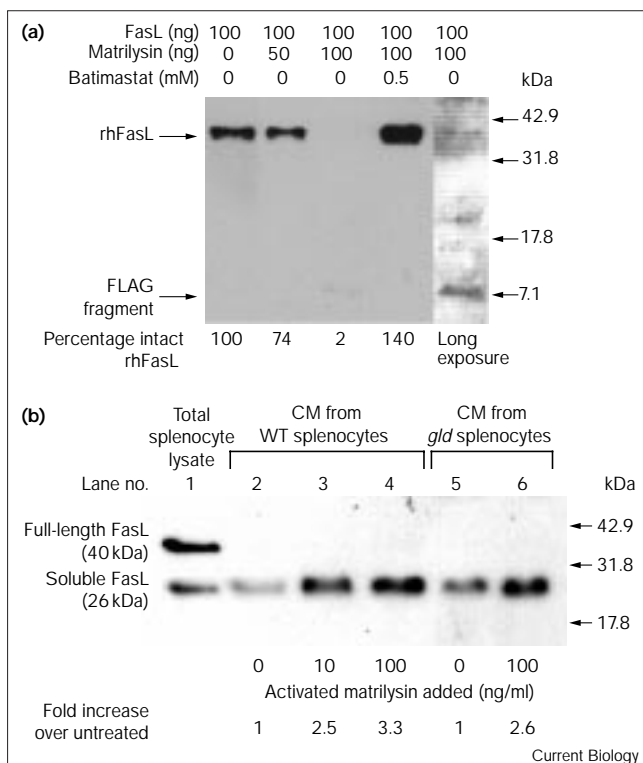 (a)
FasL (ng) 100 100 100 100 100
Matrilysin (ng) 0 50 100 100 100
Batimastat (mM) 0 0 0 0.5 0
kDa
rhFasL
42.9
31.8
17.8
FLAG
fragment
7.1
Percentage intact
rhFasL
100 74 2 140 Long
exposure
(b)
Total
splenocyte
lysate
CM from
WT splenocytes
CM from
gld splenocytes
Lane no. 1 2 3 4 5 6 kDa
Full-length FasL
(40 kDa)
42.9
31.8
Soluble FasL
(26 kDa)
17.8
0 10 100 0 100
Activated matrilysin added (ng/ml)
Fold increase
over untreated
1 2.5 3.3 1 2.6
Current Biology